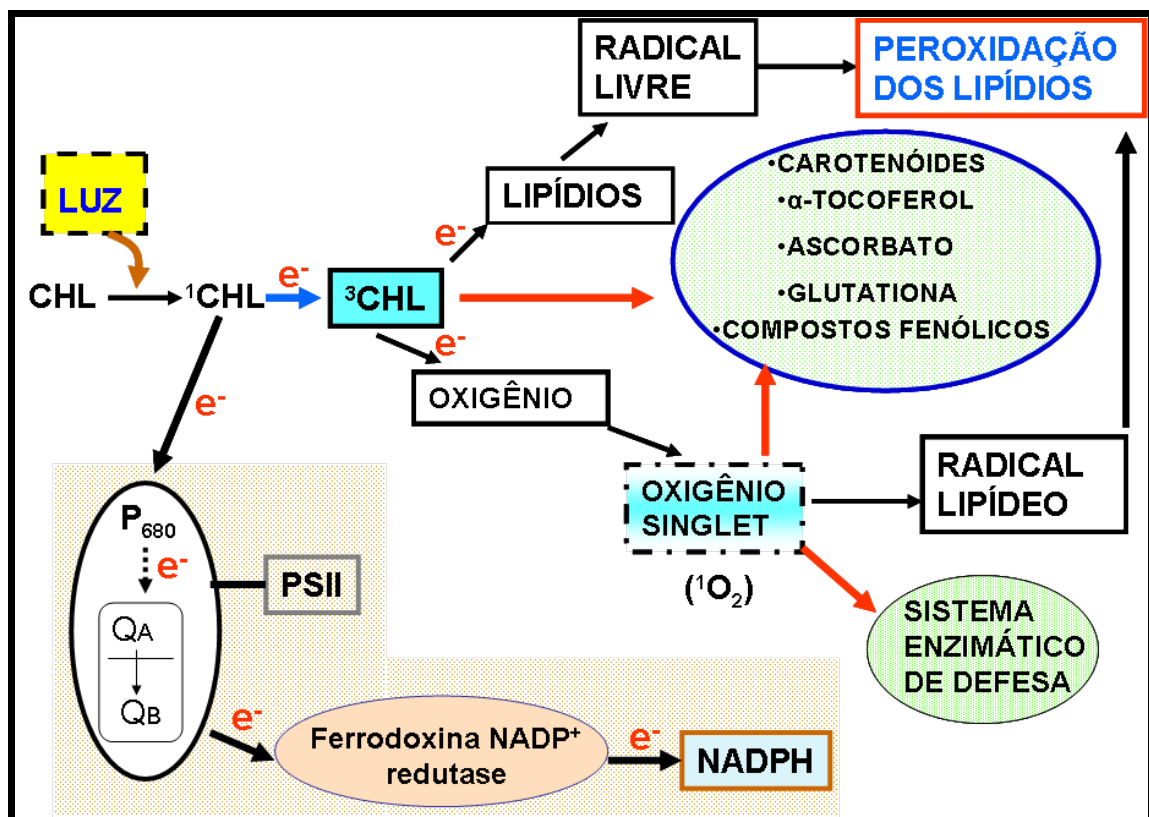 RADICAL
LIVRE
PEROXIDAÇÃO
DOS LIPÍDIOS
LUZ
LIPÍDIOS
•CAROTENÓIDES
•α-TOCOFEROL
•ASCORBATO
•GLUTATIONA
•COMPOSTOS FENÓLICOS
e-
CHL
¹CHL
e-
³CHL
e-
OXIGÊNIO
e-
OXIGÊNIO
SINGLET
(¹O₂)
RADICAL
LIPÍDEO
P₆₈₀
e-
PSII
QA
QB
SISTEMA
ENZIMÁTICO
DE DEFESA
e-
Ferrodoxina NADP⁺
redutase
e-
NADPH